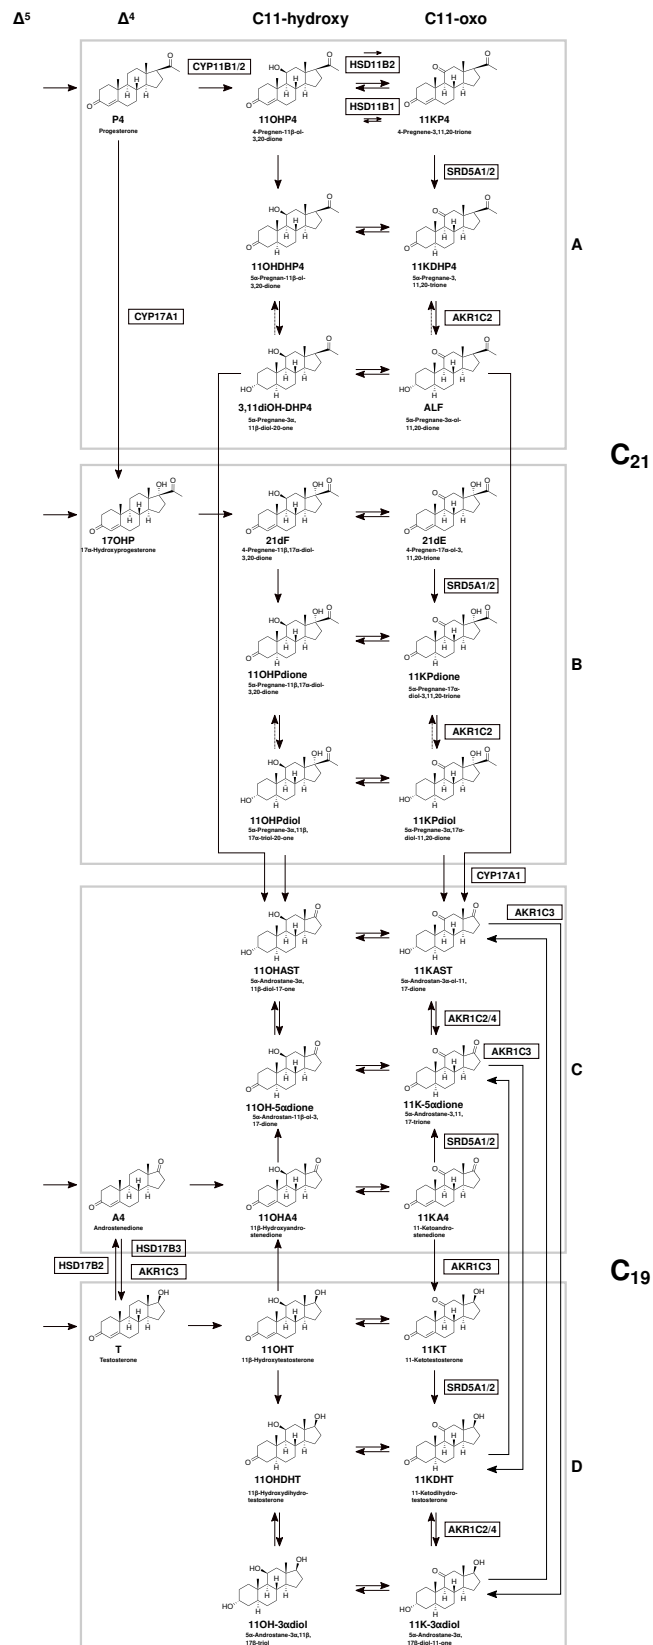 Δ⁵ Δ⁴ C11-hydroxy C11-oxo
CYP11B1/2
HSD11B2
HSD11B1
P4
Progesterone
11OHP4
4-Pregnen-11β-ol-
3,20-dione
11KP4
4-Pregnene-3,11,20-trione
SRD5A1/2
11OHDHP4
5α-Pregnan-11β-ol-
3,20-dione
11KDHP4
5α-Pregnane-3,
11,20-trione
A
CYP17A1
AKR1C2
3,11diOH-DHP4
5α-Pregnane-3α,
11β-diol-20-one
ALF
5α-Pregnane-3α-ol-
11,20-dione
C21
17OHP
17α-Hydroxyprogesterone
21dF
4-Pregnene-11β,17α-diol-
3,20-dione
21dE
4-Pregnen-17α-ol-3,
11,20-trione
SRD5A1/2
11OHPdione
5α-Pregnane-11β,17α-diol-
3,20-dione
11KPdione
5α-Pregnane-17α-
diol-3,11,20-trione
B
AKR1C2
11OHPdiol
5α-Pregnane-3α,11β,
17α-triol-20-one
11KPdiol
5α-Pregnane-3α,17α-
diol-11,20-dione
CYP17A1
AKR1C3
11OHAST
5α-Androstane-3α,
11β-diol-17-one
11KAST
5α-Androstan-3α-ol-11,
17-dione
AKR1C2/4
AKR1C3
11OH-5αdione
5α-Androstan-11β-ol-3,
17-dione
11K-5αdione
5α-Androstane-3,11,
17-trione
C
SRD5A1/2
A4
Androstenedione
11OHA4
11β-Hydroxyandro-
stenedione
11KA4
11-Ketoandro-
stenedione
HSD17B2
HSD17B3
AKR1C3
AKR1C3
C19
T
Testosterone
11OHT
11β-Hydroxytestosterone
11KT
11-Ketotestosterone
SRD5A1/2
11OHDHT
11β-Hydroxydihydro-
testosterone
11KDHT
11-Ketodihydro-
testosterone
D
AKR1C2/4
11OH-3αdiol
5α-Androstane-3α,11β,
17β-triol
11K-3αdiol
5α-Androstane-3α,
17β-diol-11-one